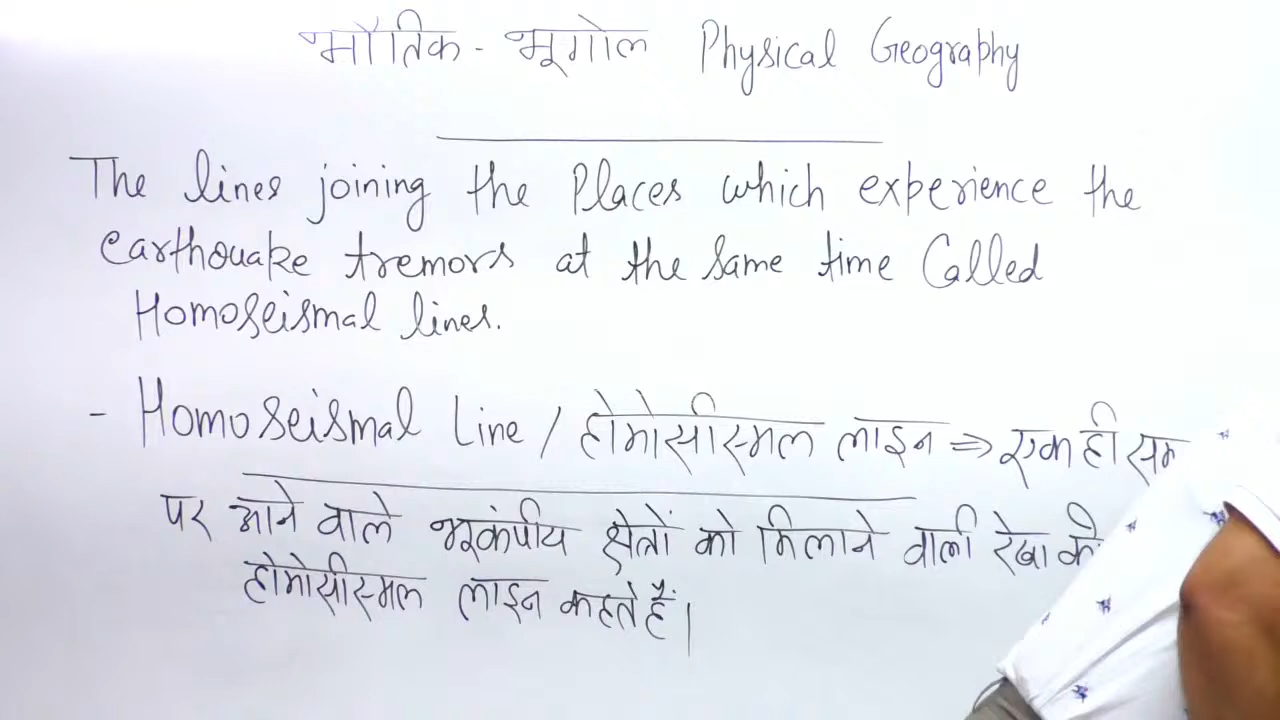 भौतिक - भूगोल Physical Geography
The lines joining the Places which experience the
earthouake tremors at the same time Called
Homoseismal lines.
- Homoseismal Line / होमोसीस्मल लाइन ⇒ एक ही सम
पर आने वाले भूकंपीय क्षेत्रों को मिलाने वाली रेखा को
होमोसीस्मल लाइन कहते हैं।